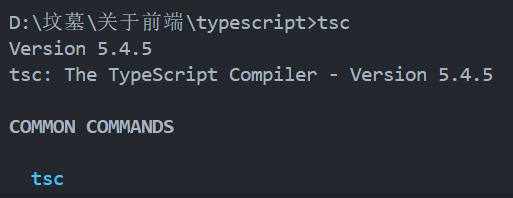 D:\坟墓\关于前端\typescript>tsc
Version 5.4.5
tsc: The TypeScript Compiler - Version 5.4.5
COMMON COMMANDS
tsc